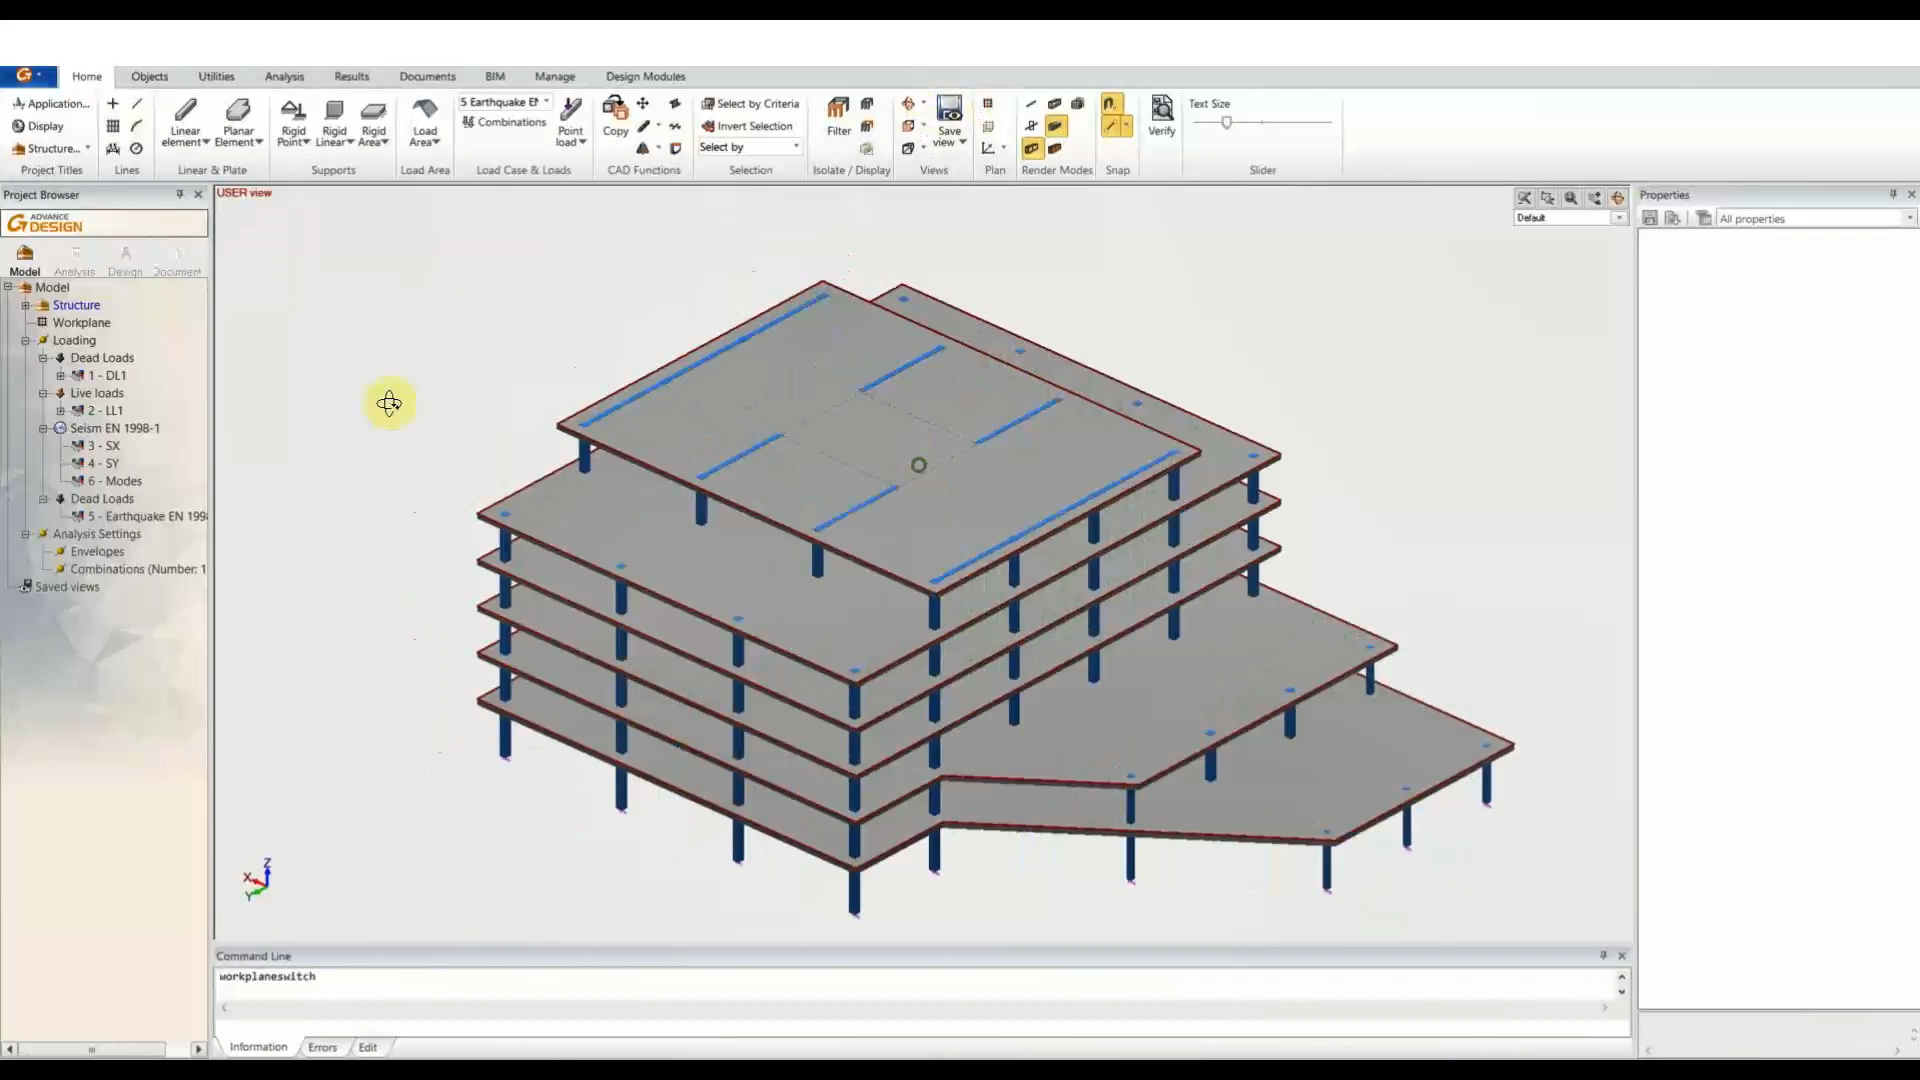 Home Objects Utilities Analysis Results Documents BIM Manage Design Modules
Application...
Display
Structure...
Project Titles
Lines
Linear element
Planar Element
Linear & Plate
Rigid Point
Rigid Linear
Rigid Area
Supports
Load Area
Load Area
5 Earthquake E
Combinations
Point load
Load Case & Loads
Copy
CAD Functions
Select by Criteria
Invert Selection
Select by
Selection
Filter
Isolate / Display
Save view
Views
Plan
Render Modes
Snap
Verify
Text Size
Slider
Project Browser
ADVANCE
DESIGN
Model Analysis Design Document
Model
Structure
Workplane
Loading
Dead Loads
1 - DL1
Live loads
2 - LL1
Seism EN 1998-1
3 - SX
4 - SY
6 - Modes
Dead Loads
5 - Earthquake EN 199
Analysis Settings
Envelopes
Combinations (Number: 1
Saved views
USER view
Default
Z
X
Y
Properties
All properties
Command Line
workplaneswitch
Information Errors Edit